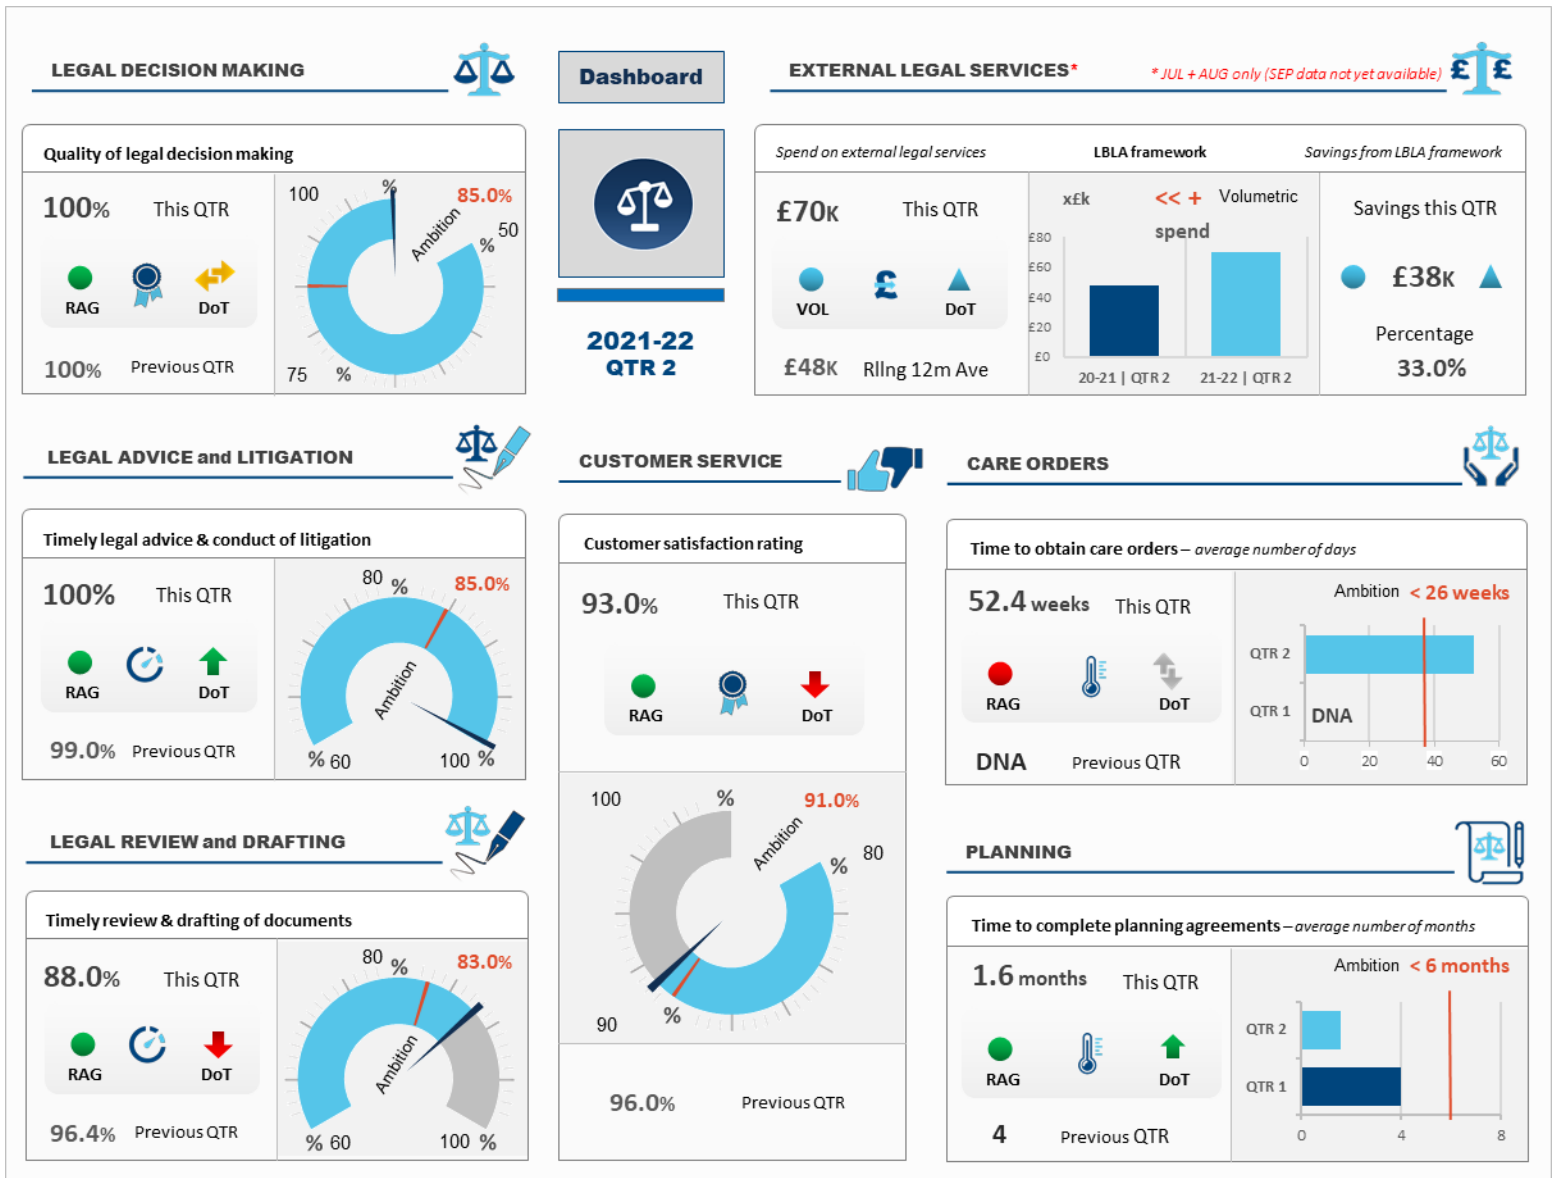 LEGAL DECISION MAKING
Quality of legal decision making
100%
This QTR
RAG
DoT
100%
Previous QTR
100
%
85.0%
Ambition
50
%
75
%
Dashboard
2021-22
QTR 2
EXTERNAL LEGAL SERVICES*
* JUL + AUG only (SEP data not yet available)
£ £
Spend on external legal services
LBLA framework
Savings from LBLA framework
£70K
This QTR
VOL
£
DoT
£48K
Rllng 12m Ave
x£k
<< +
Volumetric
spend
£80
£60
£40
£20
£0
20-21 | QTR 2
21-22 | QTR 2
Savings this QTR
£38K
Percentage
33.0%
LEGAL ADVICE and LITIGATION
Timely legal advice & conduct of litigation
100%
This QTR
RAG
DoT
99.0%
Previous QTR
80 %
85.0%
Ambition
% 60
100 %
LEGAL REVIEW and DRAFTING
Timely review & drafting of documents
88.0%
This QTR
RAG
DoT
96.4%
Previous QTR
80 %
83.0%
Ambition
% 60
100 %
CUSTOMER SERVICE
Customer satisfaction rating
93.0%
This QTR
RAG
DoT
100
%
91.0%
Ambition
80
%
90
%
96.0%
Previous QTR
CARE ORDERS
Time to obtain care orders – average number of days
52.4 weeks
This QTR
RAG
DoT
DNA
Previous QTR
Ambition < 26 weeks
QTR 2
QTR 1
DNA
0 20 40 60
PLANNING
Time to complete planning agreements – average number of months
1.6 months
This QTR
RAG
DoT
4
Previous QTR
Ambition < 6 months
QTR 2
QTR 1
0 4 8